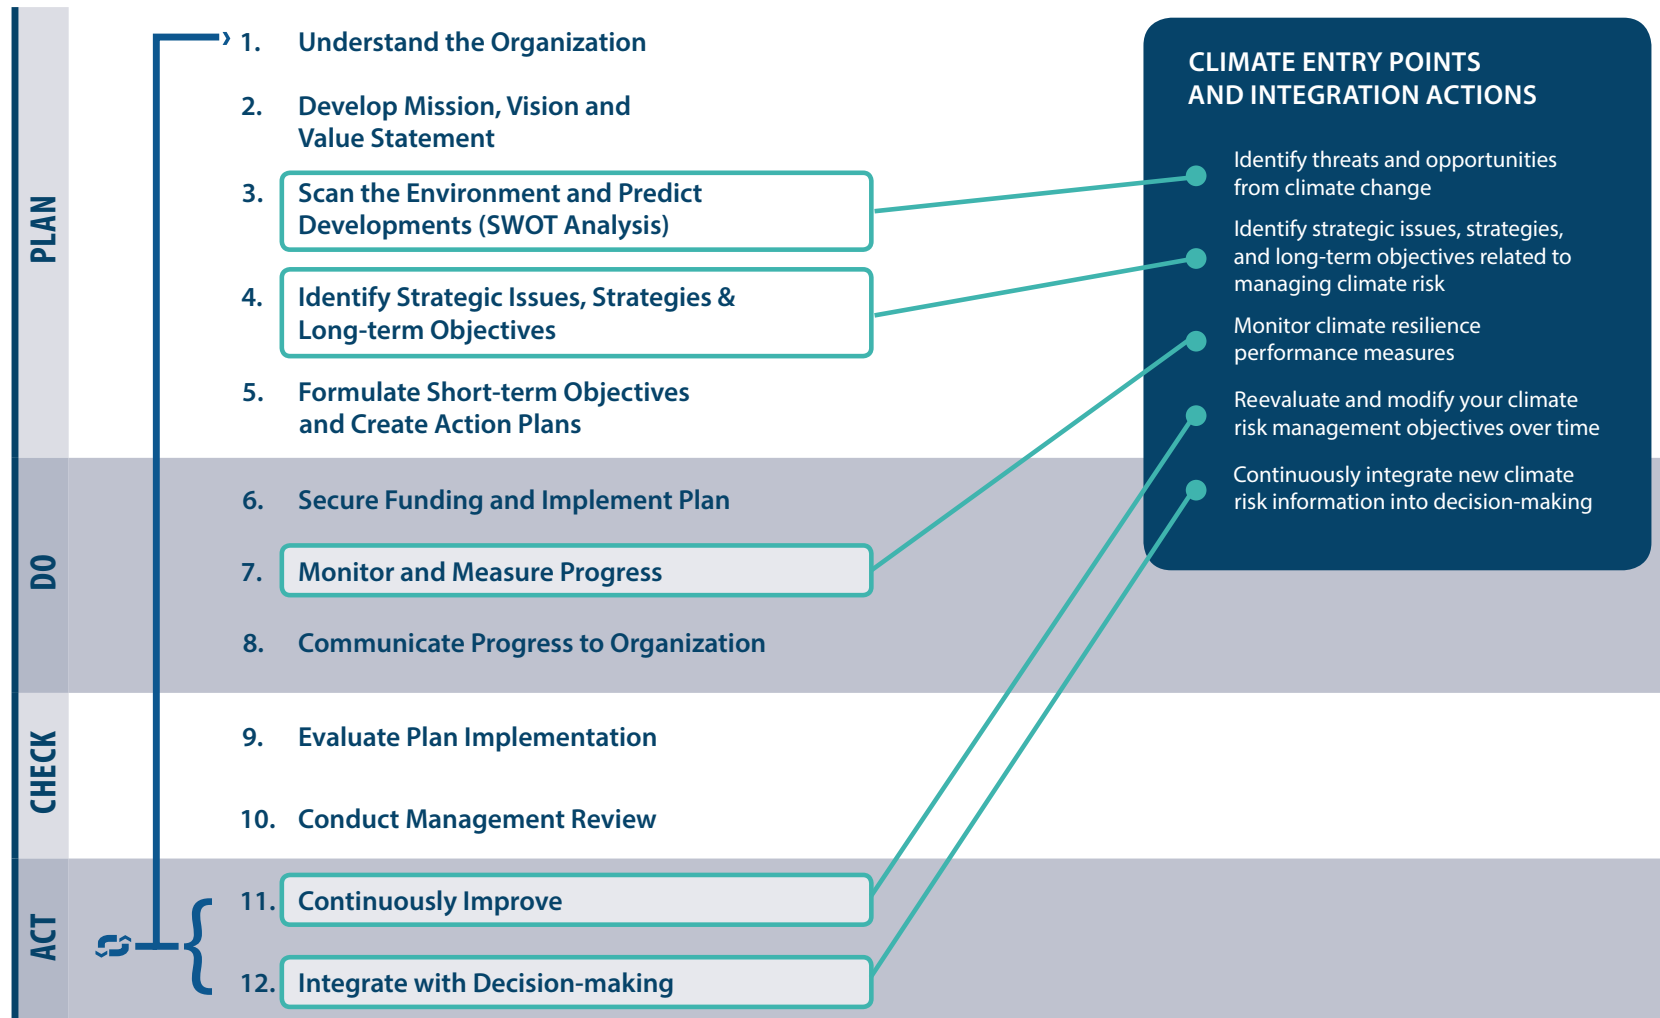 PLAN
1. Understand the Organization
2. Develop Mission, Vision and
Value Statement
3. Scan the Environment and Predict
Developments (SWOT Analysis)
4. Identify Strategic Issues, Strategies &
Long-term Objectives
5. Formulate Short-term Objectives
and Create Action Plans
DO
6. Secure Funding and Implement Plan
7. Monitor and Measure Progress
8. Communicate Progress to Organization
CHECK
9. Evaluate Plan Implementation
10. Conduct Management Review
ACT
11. Continuously Improve
12. Integrate with Decision-making
CLIMATE ENTRY POINTS
AND INTEGRATION ACTIONS
Identify threats and opportunities
from climate change
Identify strategic issues, strategies,
and long-term objectives related to
managing climate risk
Monitor climate resilience
performance measures
Reevaluate and modify your climate
risk management objectives over time
Continuously integrate new climate
risk information into decision-making